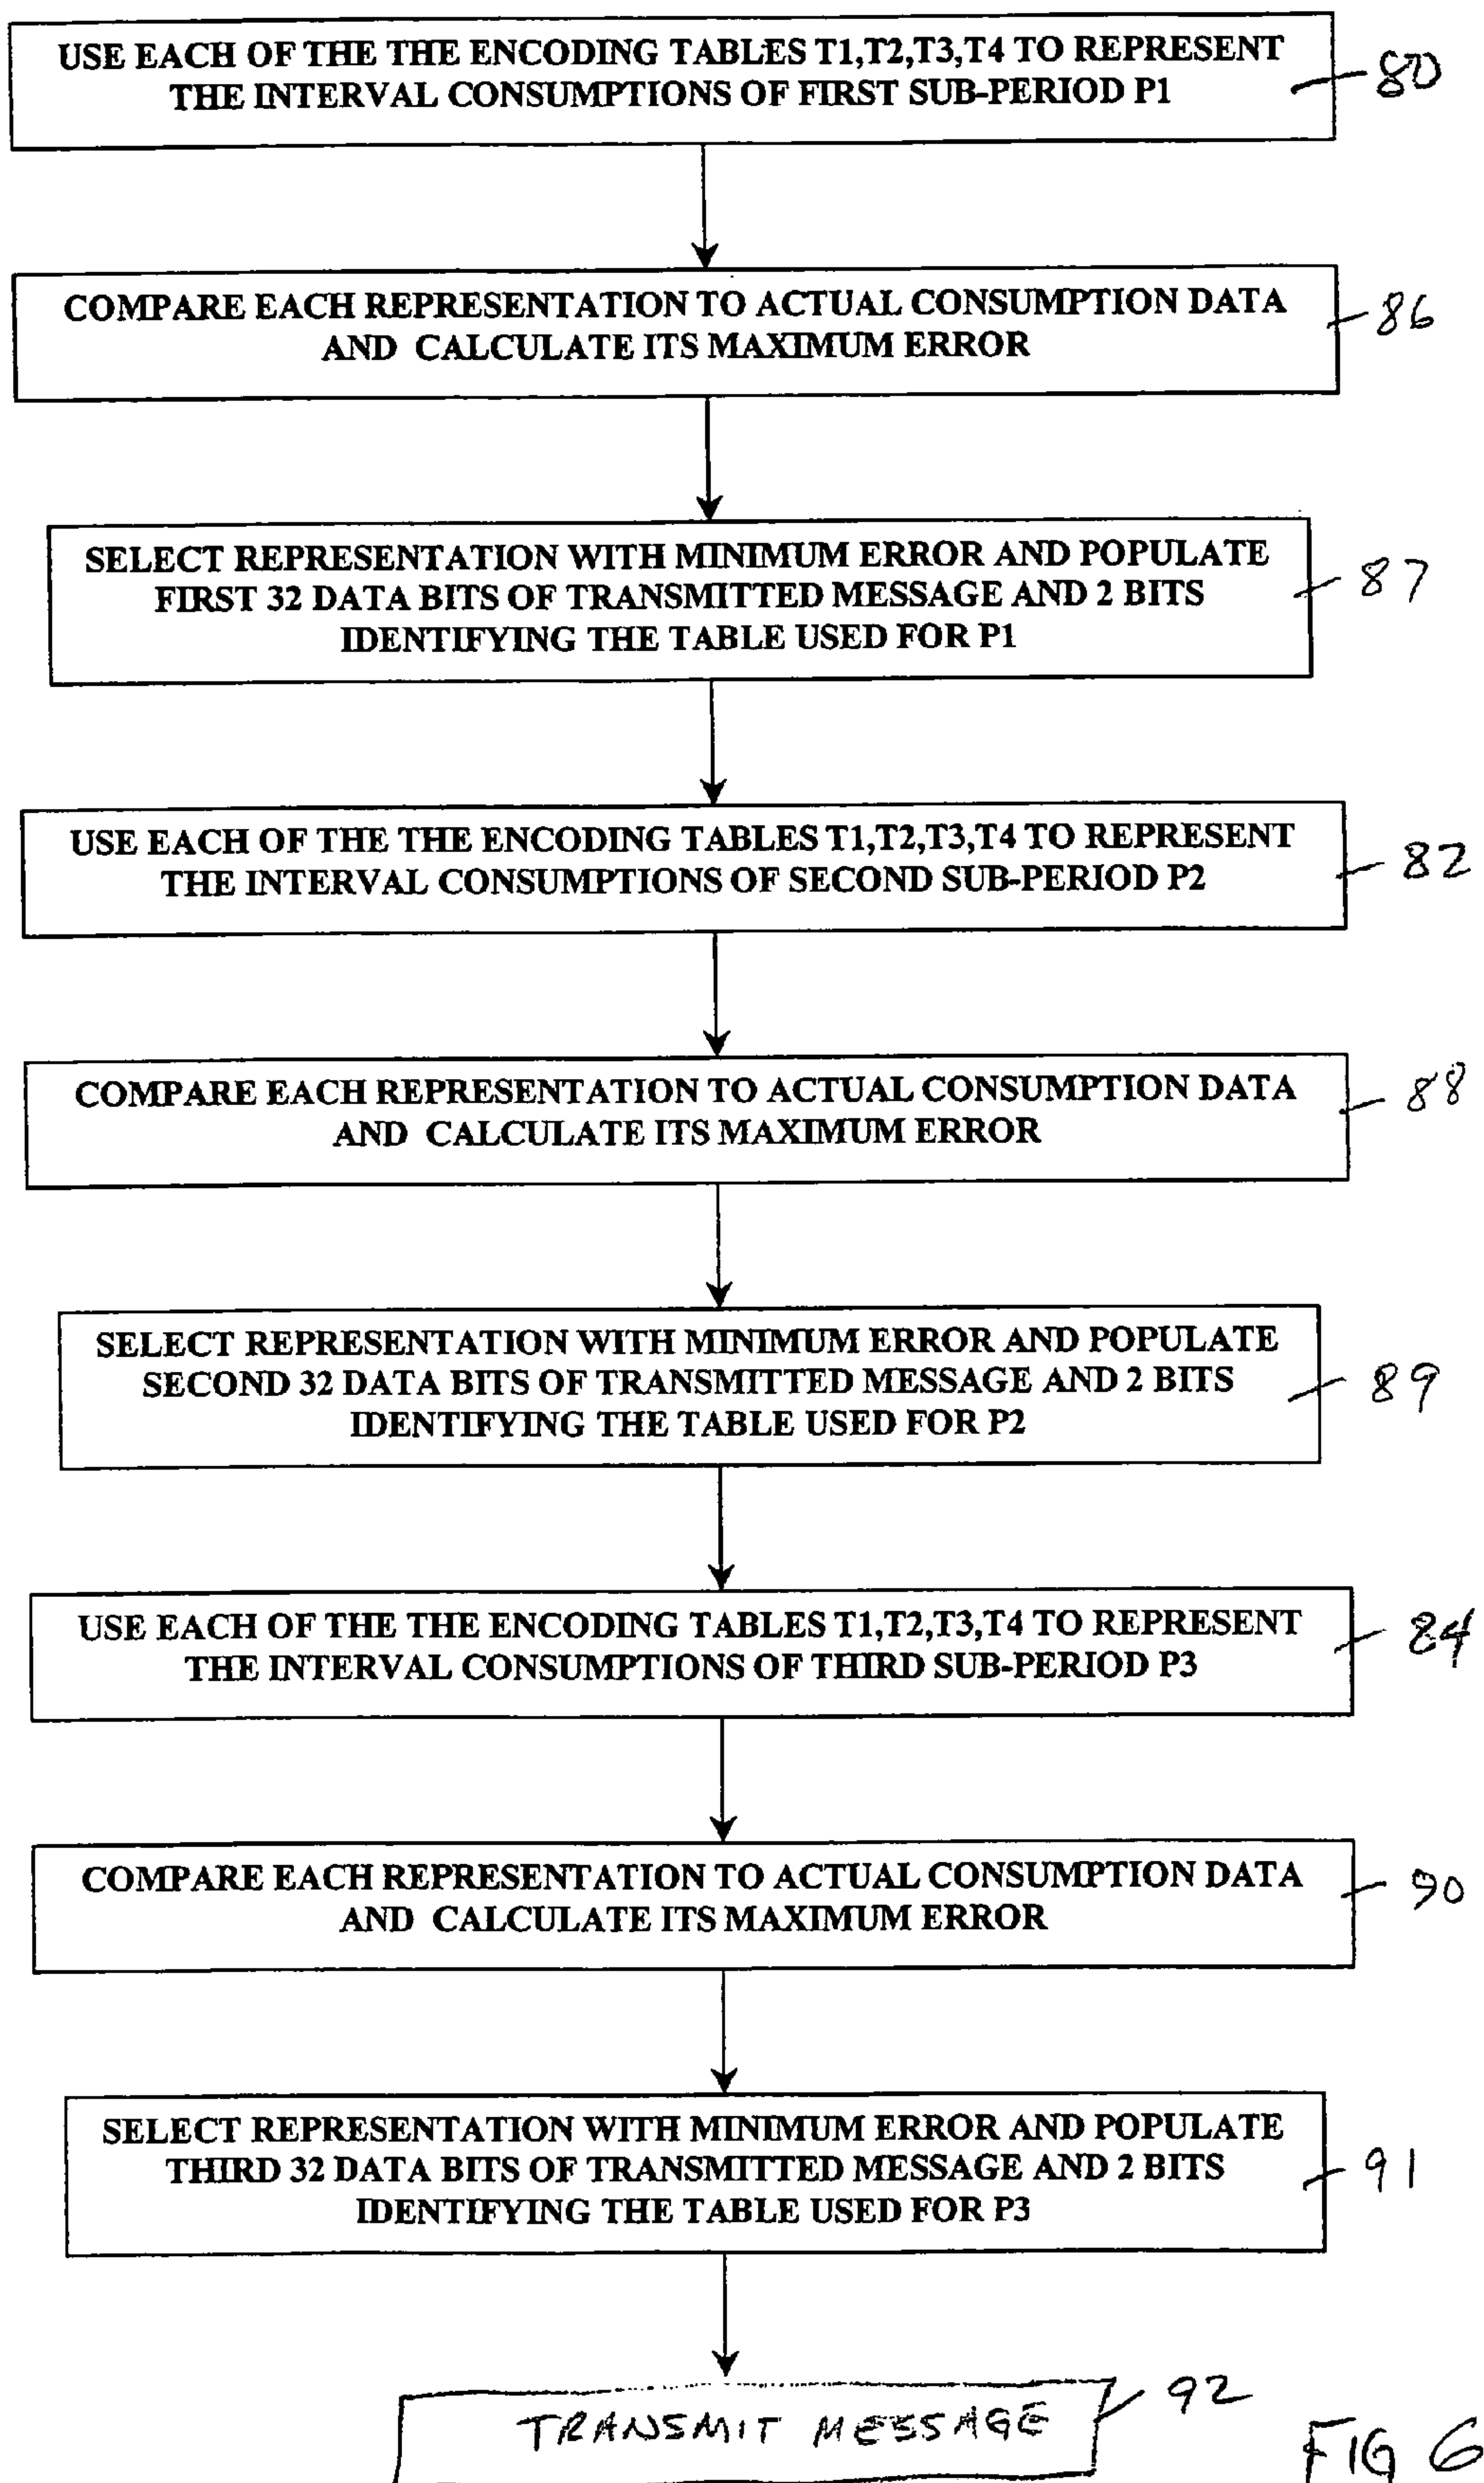 USE EACH OF THE THE ENCODING TABLES T1,T2,T3,T4 TO REPRESENT
THE INTERVAL CONSUMPTIONS OF FIRST SUB-PERIOD P1
80
COMPARE EACH REPRESENTATION TO ACTUAL CONSUMPTION DATA
AND CALCULATE ITS MAXIMUM ERROR
86
SELECT REPRESENTATION WITH MINIMUM ERROR AND POPULATE
FIRST 32 DATA BITS OF TRANSMITTED MESSAGE AND 2 BITS
IDENTIFYING THE TABLE USED FOR P1
87
USE EACH OF THE THE ENCODING TABLES T1,T2,T3,T4 TO REPRESENT
THE INTERVAL CONSUMPTIONS OF SECOND SUB-PERIOD P2
82
COMPARE EACH REPRESENTATION TO ACTUAL CONSUMPTION DATA
AND CALCULATE ITS MAXIMUM ERROR
88
SELECT REPRESENTATION WITH MINIMUM ERROR AND POPULATE
SECOND 32 DATA BITS OF TRANSMITTED MESSAGE AND 2 BITS
IDENTIFYING THE TABLE USED FOR P2
89
USE EACH OF THE THE ENCODING TABLES T1,T2,T3,T4 TO REPRESENT
THE INTERVAL CONSUMPTIONS OF THIRD SUB-PERIOD P3
84
COMPARE EACH REPRESENTATION TO ACTUAL CONSUMPTION DATA
AND CALCULATE ITS MAXIMUM ERROR
90
SELECT REPRESENTATION WITH MINIMUM ERROR AND POPULATE
THIRD 32 DATA BITS OF TRANSMITTED MESSAGE AND 2 BITS
IDENTIFYING THE TABLE USED FOR P3
91
TRANSMIT MESSAGE
92
FIG 6